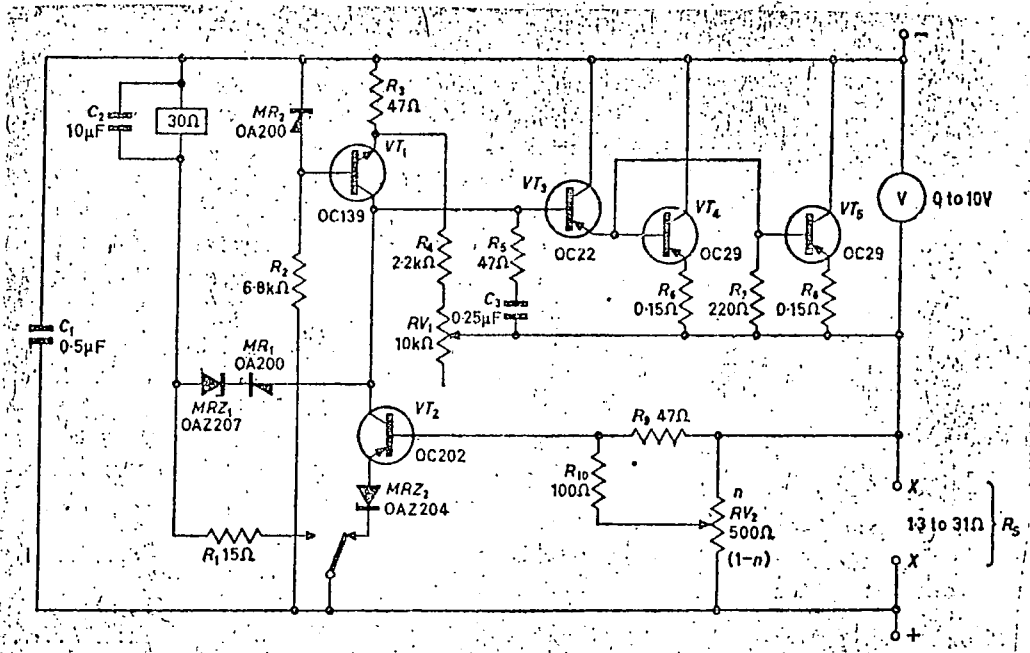 −
C2
10μF
30Ω
MR2
OA200
R3
47Ω
VT1
OC139
VT3
OC22
VT4
OC29
VT5
OC29
V
0 to 10V
R2
6·8kΩ
R4
2·2kΩ
R5
47Ω
C3
0·25μF
RV1
10kΩ
R6
0·15Ω
R7
220Ω
R8
0·15Ω
C1
0·5μF
MR1
OA200
MRZ1
OAZ207
VT2
OC202
R9 47Ω
R10
100Ω
MRZ2
OAZ204
n
RV2
500Ω
(1−n)
X
1·3 to 31Ω
RS
X
R1 15Ω
+